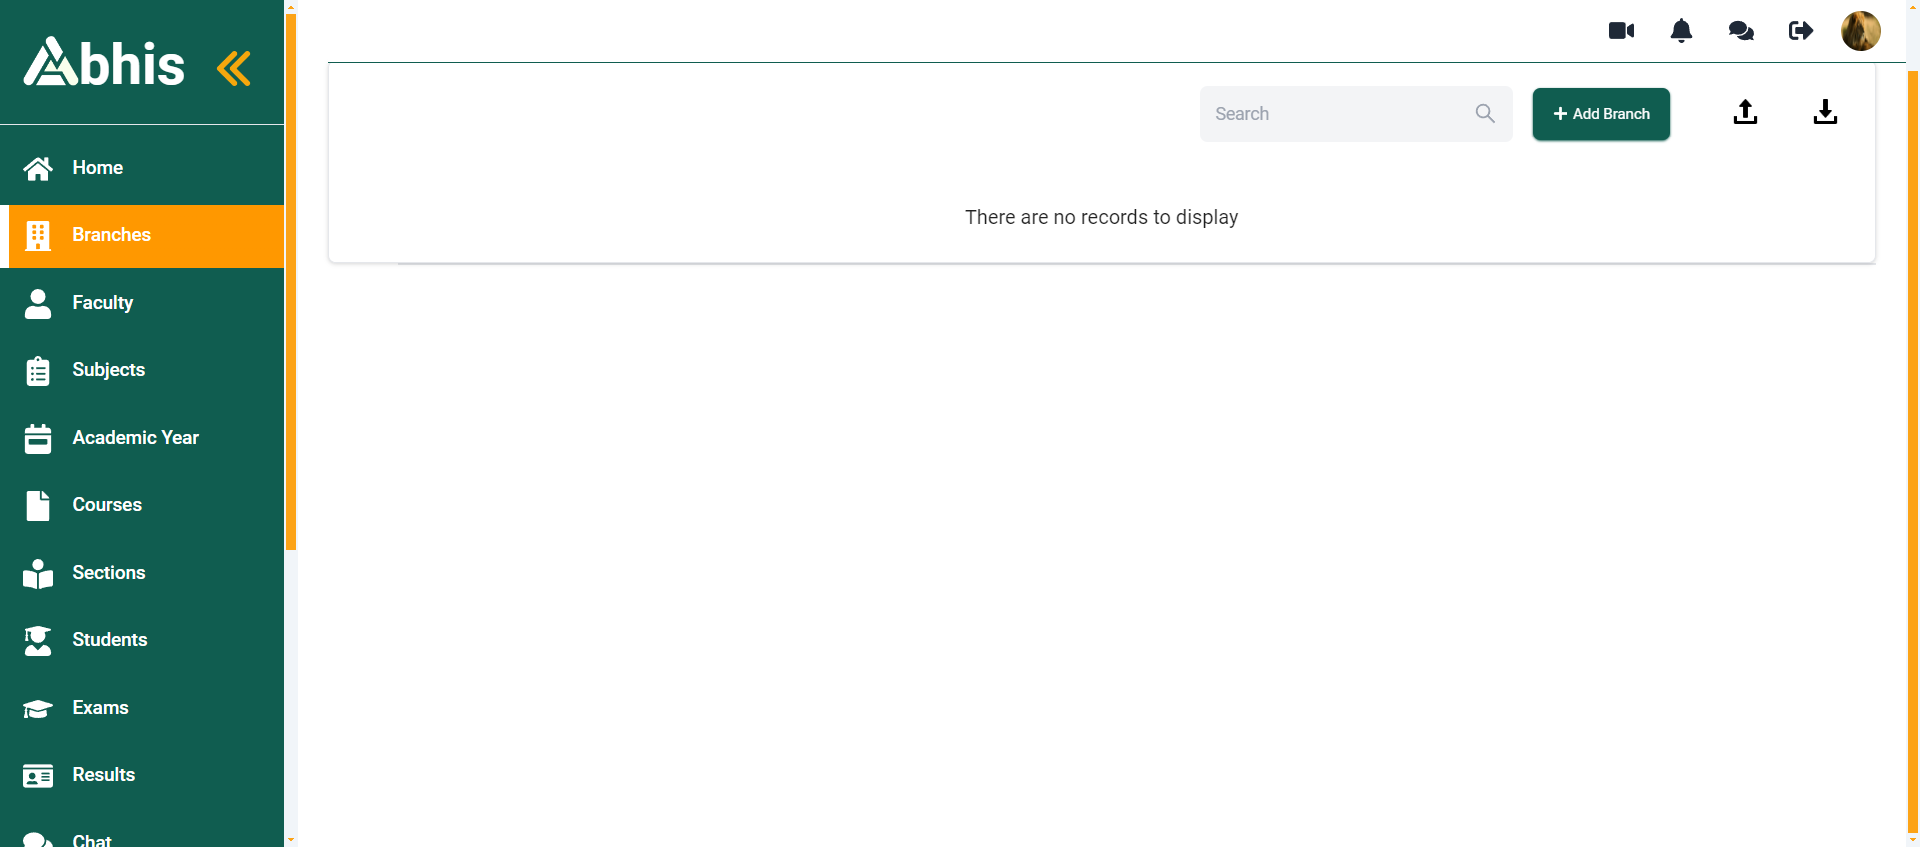 Abhis
Home
Branches
Faculty
Subjects
Academic Year
Courses
Sections
Students
Exams
Results
Chat
Search
Add Branch
There are no records to display